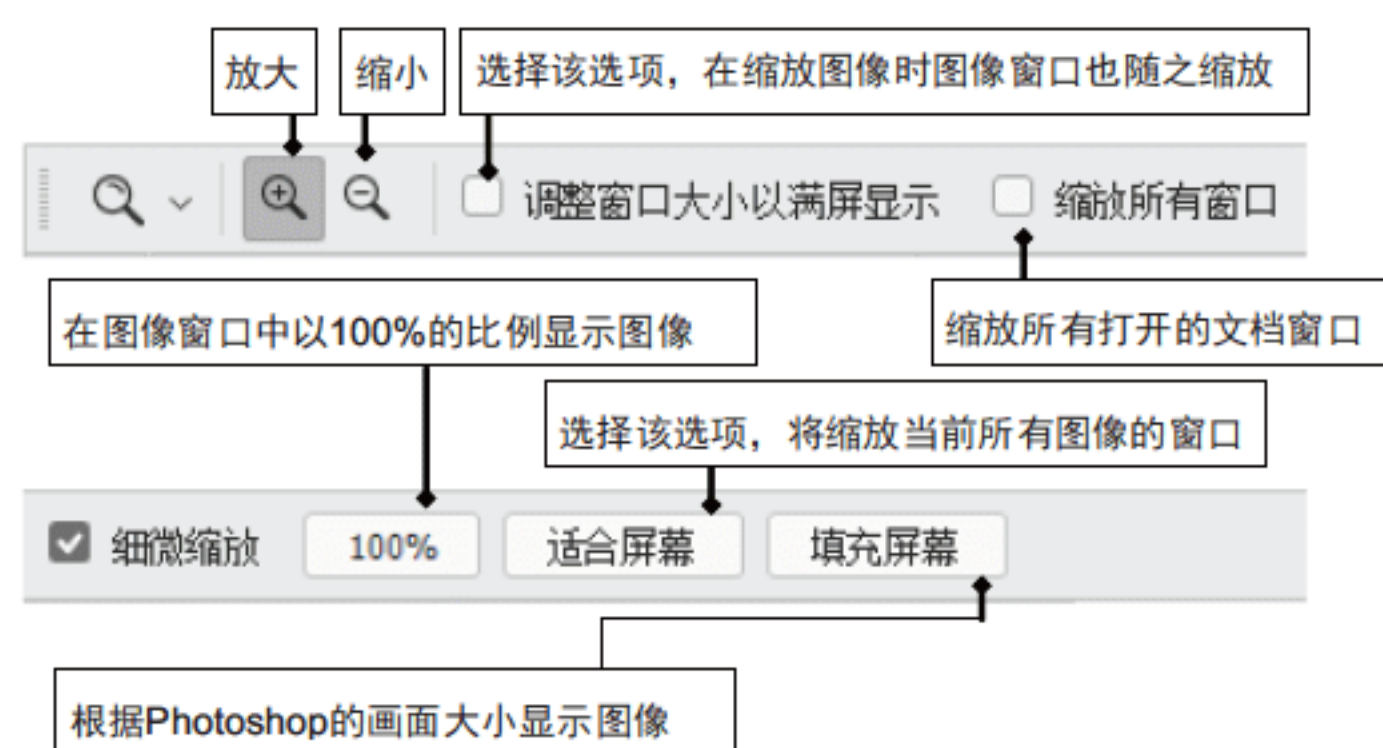 放大
缩小
选择该选项，在缩放图像时图像窗口也随之缩放
调整窗口大小以满屏显示
缩放所有窗口
在图像窗口中以100%的比例显示图像
缩放所有打开的文档窗口
选择该选项，将缩放当前所有图像的窗口
细微缩放
100%
适合屏幕
填充屏幕
根据Photoshop的画面大小显示图像